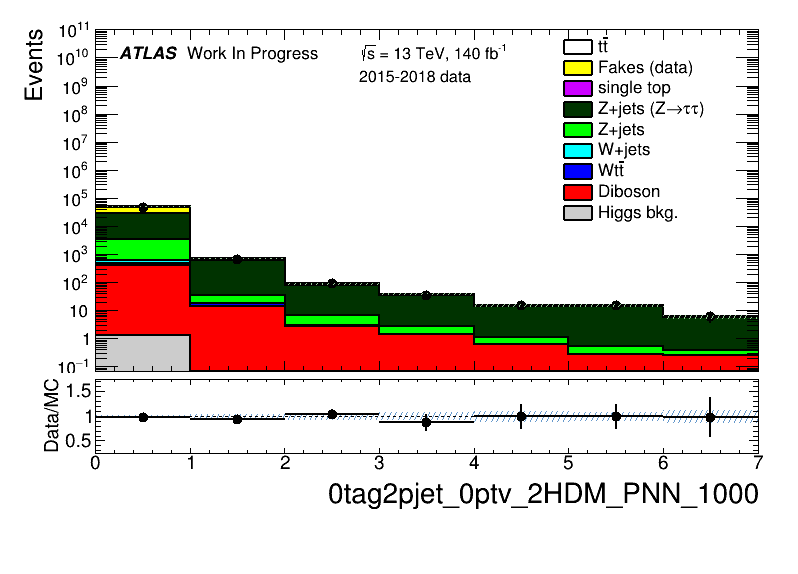 Events
10¹¹
10¹⁰
10⁹
10⁸
10⁷
10⁶
10⁵
10⁴
10³
10²
10
1
10⁻¹
ATLAS Work In Progress
√s = 13 TeV, 140 fb⁻¹
2015-2018 data
tt̄
Fakes (data)
single top
Z+jets (Z→ττ)
Z+jets
W+jets
Wtt̄
Diboson
Higgs bkg.
Data/MC
1.5
1
0.5
0 1 2 3 4 5 6 7
0tag2pjet_0ptv_2HDM_PNN_1000